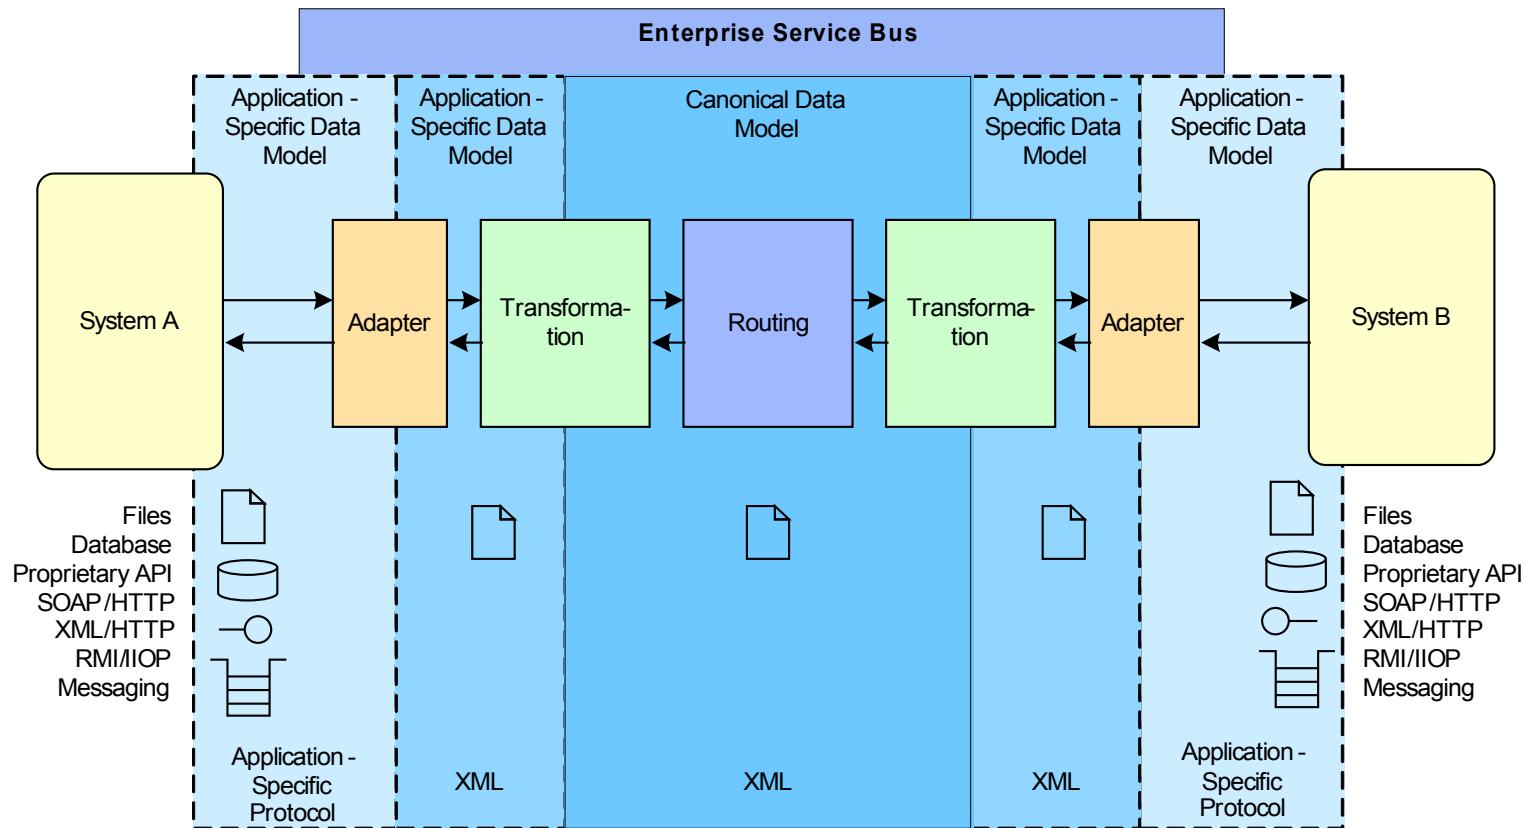 Enterprise Service Bus
Application -
Specific Data
Model
Application -
Specific Data
Model
Canonical Data
Model
Application -
Specific Data
Model
Application -
Specific Data
Model
System A
Adapter
Transforma-
tion
Routing
Transforma-
tion
Adapter
System B
Files
Database
Proprietary API
SOAP/HTTP
XML/HTTP
RMI/IIOP
Messaging
Files
Database
Proprietary API
SOAP/HTTP
XML/HTTP
RMI/IIOP
Messaging
Application -
Specific
Protocol
XML
XML
XML
Application -
Specific
Protocol